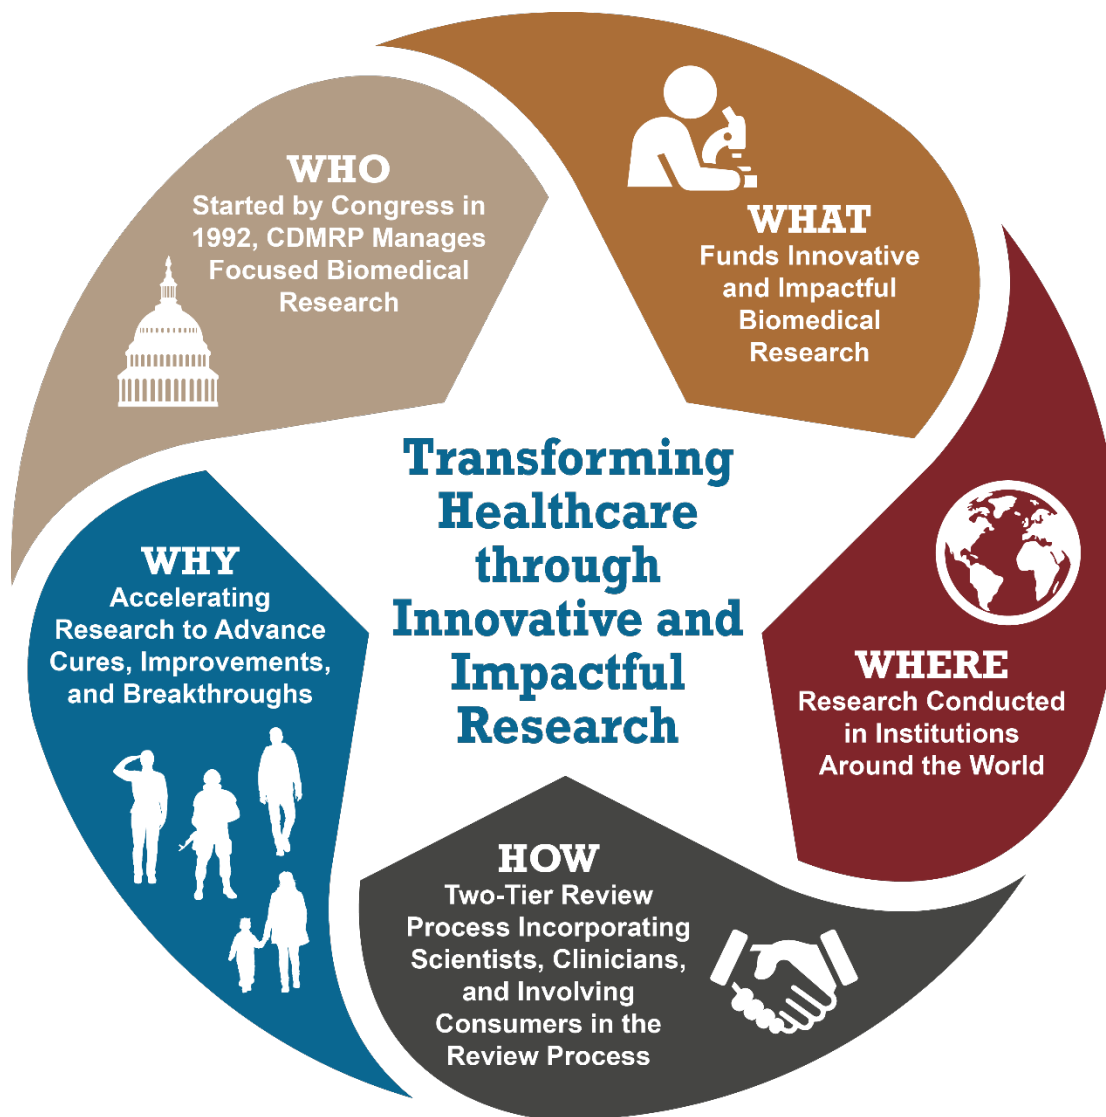 WHO
Started by Congress in
1992, CDMRP Manages
Focused Biomedical
Research
WHAT
Funds Innovative
and Impactful
Biomedical
Research
WHERE
Research Conducted
in Institutions
Around the World
HOW
Two-Tier Review
Process Incorporating
Scientists, Clinicians,
and Involving
Consumers in the
Review Process
WHY
Accelerating
Research to Advance
Cures, Improvements,
and Breakthroughs
Transforming
Healthcare
through
Innovative and
Impactful
Research